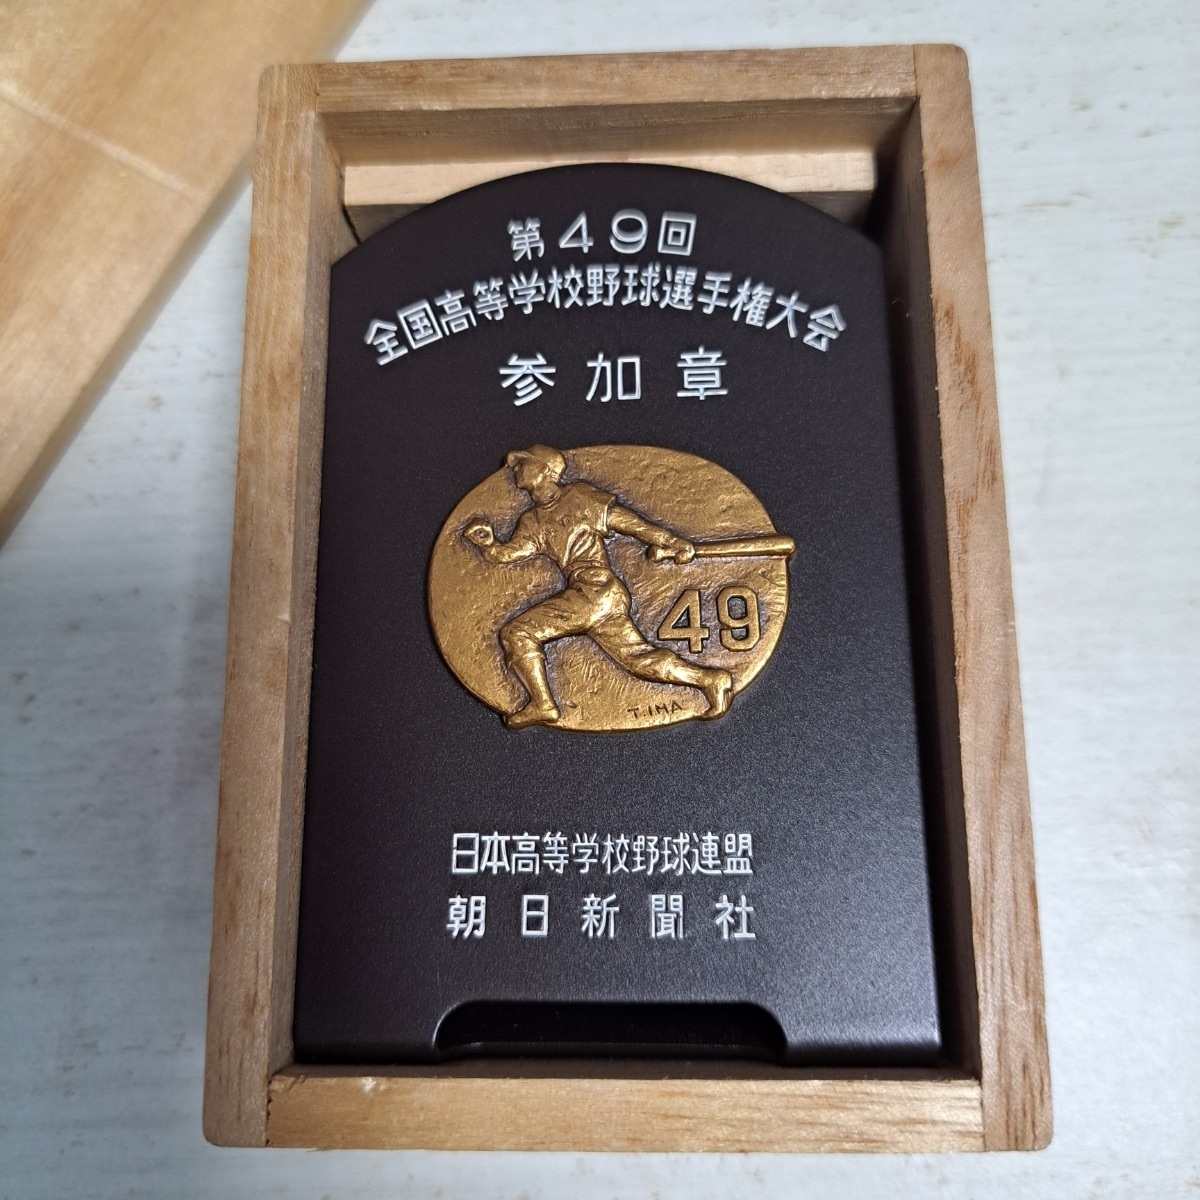 第49回
全国高等学校野球選手権大会
参加章
49
T.INA
日本高等学校野球連盟
朝日新聞社